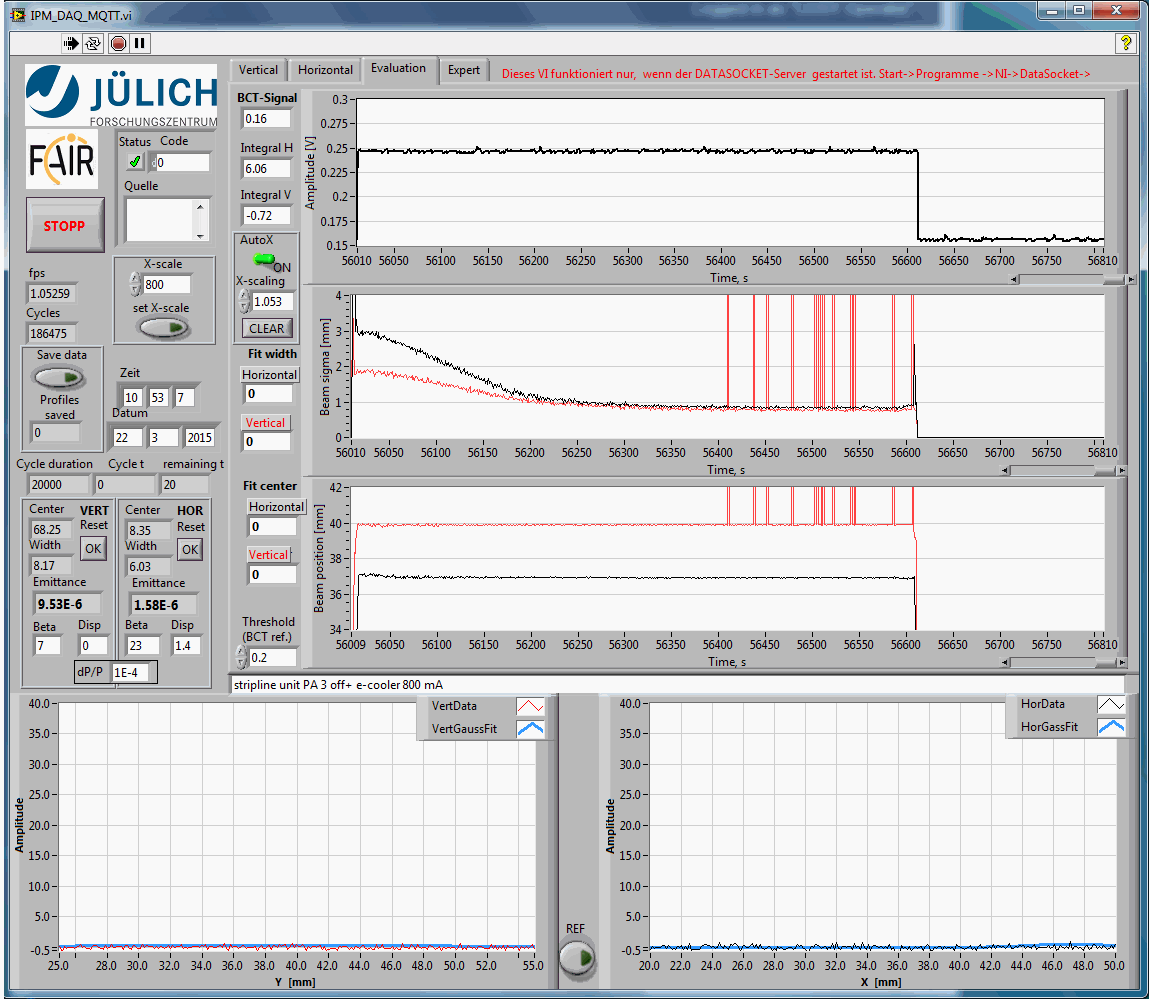 IPM_DAQ_MQTT.vi
?
JÜLICH
FORSCHUNGSZENTRUM
FAIR
Status Code
0
Quelle
STOPP
fps
1.05259
Cycles
186475
X-scale
800
set X-scale
Save data
Profiles
saved
0
Zeit
10 53 7
Datum
22 3 2015
Cycle duration Cycle t remaining t
20000 0 20
Center VERT
68.25 Reset
Width OK
8.17
Emittance
9.53E-6
Beta Disp
7 0
Center HOR
8.35 Reset
Width OK
6.03
Emittance
1.58E-6
Beta Disp
23 1.4
dP/P 1E-4
Vertical Horizontal Evaluation Expert
Dieses VI funktioniert nur, wenn der DATASOCKET-Server gestartet ist. Start->Programme ->NI->DataSocket->
BCT-Signal
0.16
Integral H
6.06
Integral V
-0.72
AutoX
ON
X-scaling
1.053
CLEAR
Fit width
Horizontal
0
Vertical
0
Fit center
Horizontal
0
Vertical
0
Threshold
(BCT ref.)
0.2
Amplitude [V]
0.3
0.275
0.25
0.225
0.2
0.175
0.15
56010 56050 56100 56150 56200 56250 56300 56350 56400 56450 56500 56550 56600 56650 56700 56750 56810
Time, s
Beam sigma [mm]
4
3
2
1
0
56010 56050 56100 56150 56200 56250 56300 56350 56400 56450 56500 56550 56600 56650 56700 56750 56810
Time, s
Beam position [mm]
42
40
38
36
34
56009 56050 56100 56150 56200 56250 56300 56350 56400 56450 56500 56550 56600 56650 56700 56750 56810
Time, s
stripline unit PA 3 off+ e-cooler 800 mA
VertData
VertGaussFit
Amplitude
40.0
35.0
30.0
25.0
20.0
15.0
10.0
5.0
-0.5
25.0 28.0 30.0 32.0 34.0 36.0 38.0 40.0 42.0 44.0 46.0 48.0 50.0 52.0 55.0
Y [mm]
REF
HorData
HorGassFit
Amplitude
40.0
35.0
30.0
25.0
20.0
15.0
10.0
5.0
-0.5
20.0 22.0 24.0 26.0 28.0 30.0 32.0 34.0 36.0 38.0 40.0 42.0 44.0 46.0 48.0 50.0
X [mm]